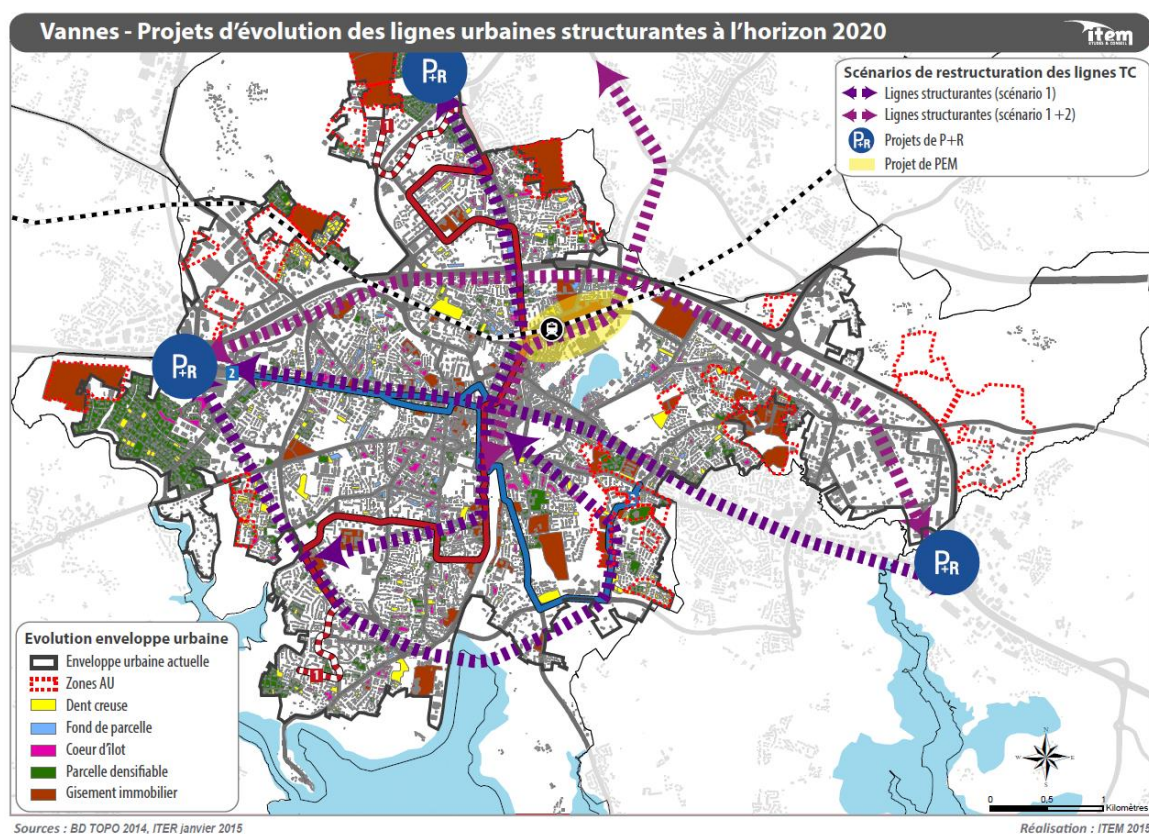 Vannes - Projets d'évolution des lignes urbaines structurantes à l'horizon 2020
item
ETUDES & CONSEIL
Scénarios de restructuration des lignes TC
Lignes structurantes (scénario 1)
Lignes structurantes (scénario 1+2)
P+R Projets de P+R
Projet de PEM
P+R
1
P+R
2
2
P+R
1
Evolution enveloppe urbaine
Enveloppe urbaine actuelle
Zones AU
Dent creuse
Fond de parcelle
Coeur d'îlot
Parcelle densifiable
Gisement immobilier
N
W E
S
0 0,5 1
Kilomètres
Sources : BD TOPO 2014, ITER janvier 2015
Réalisation : ITEM 2015